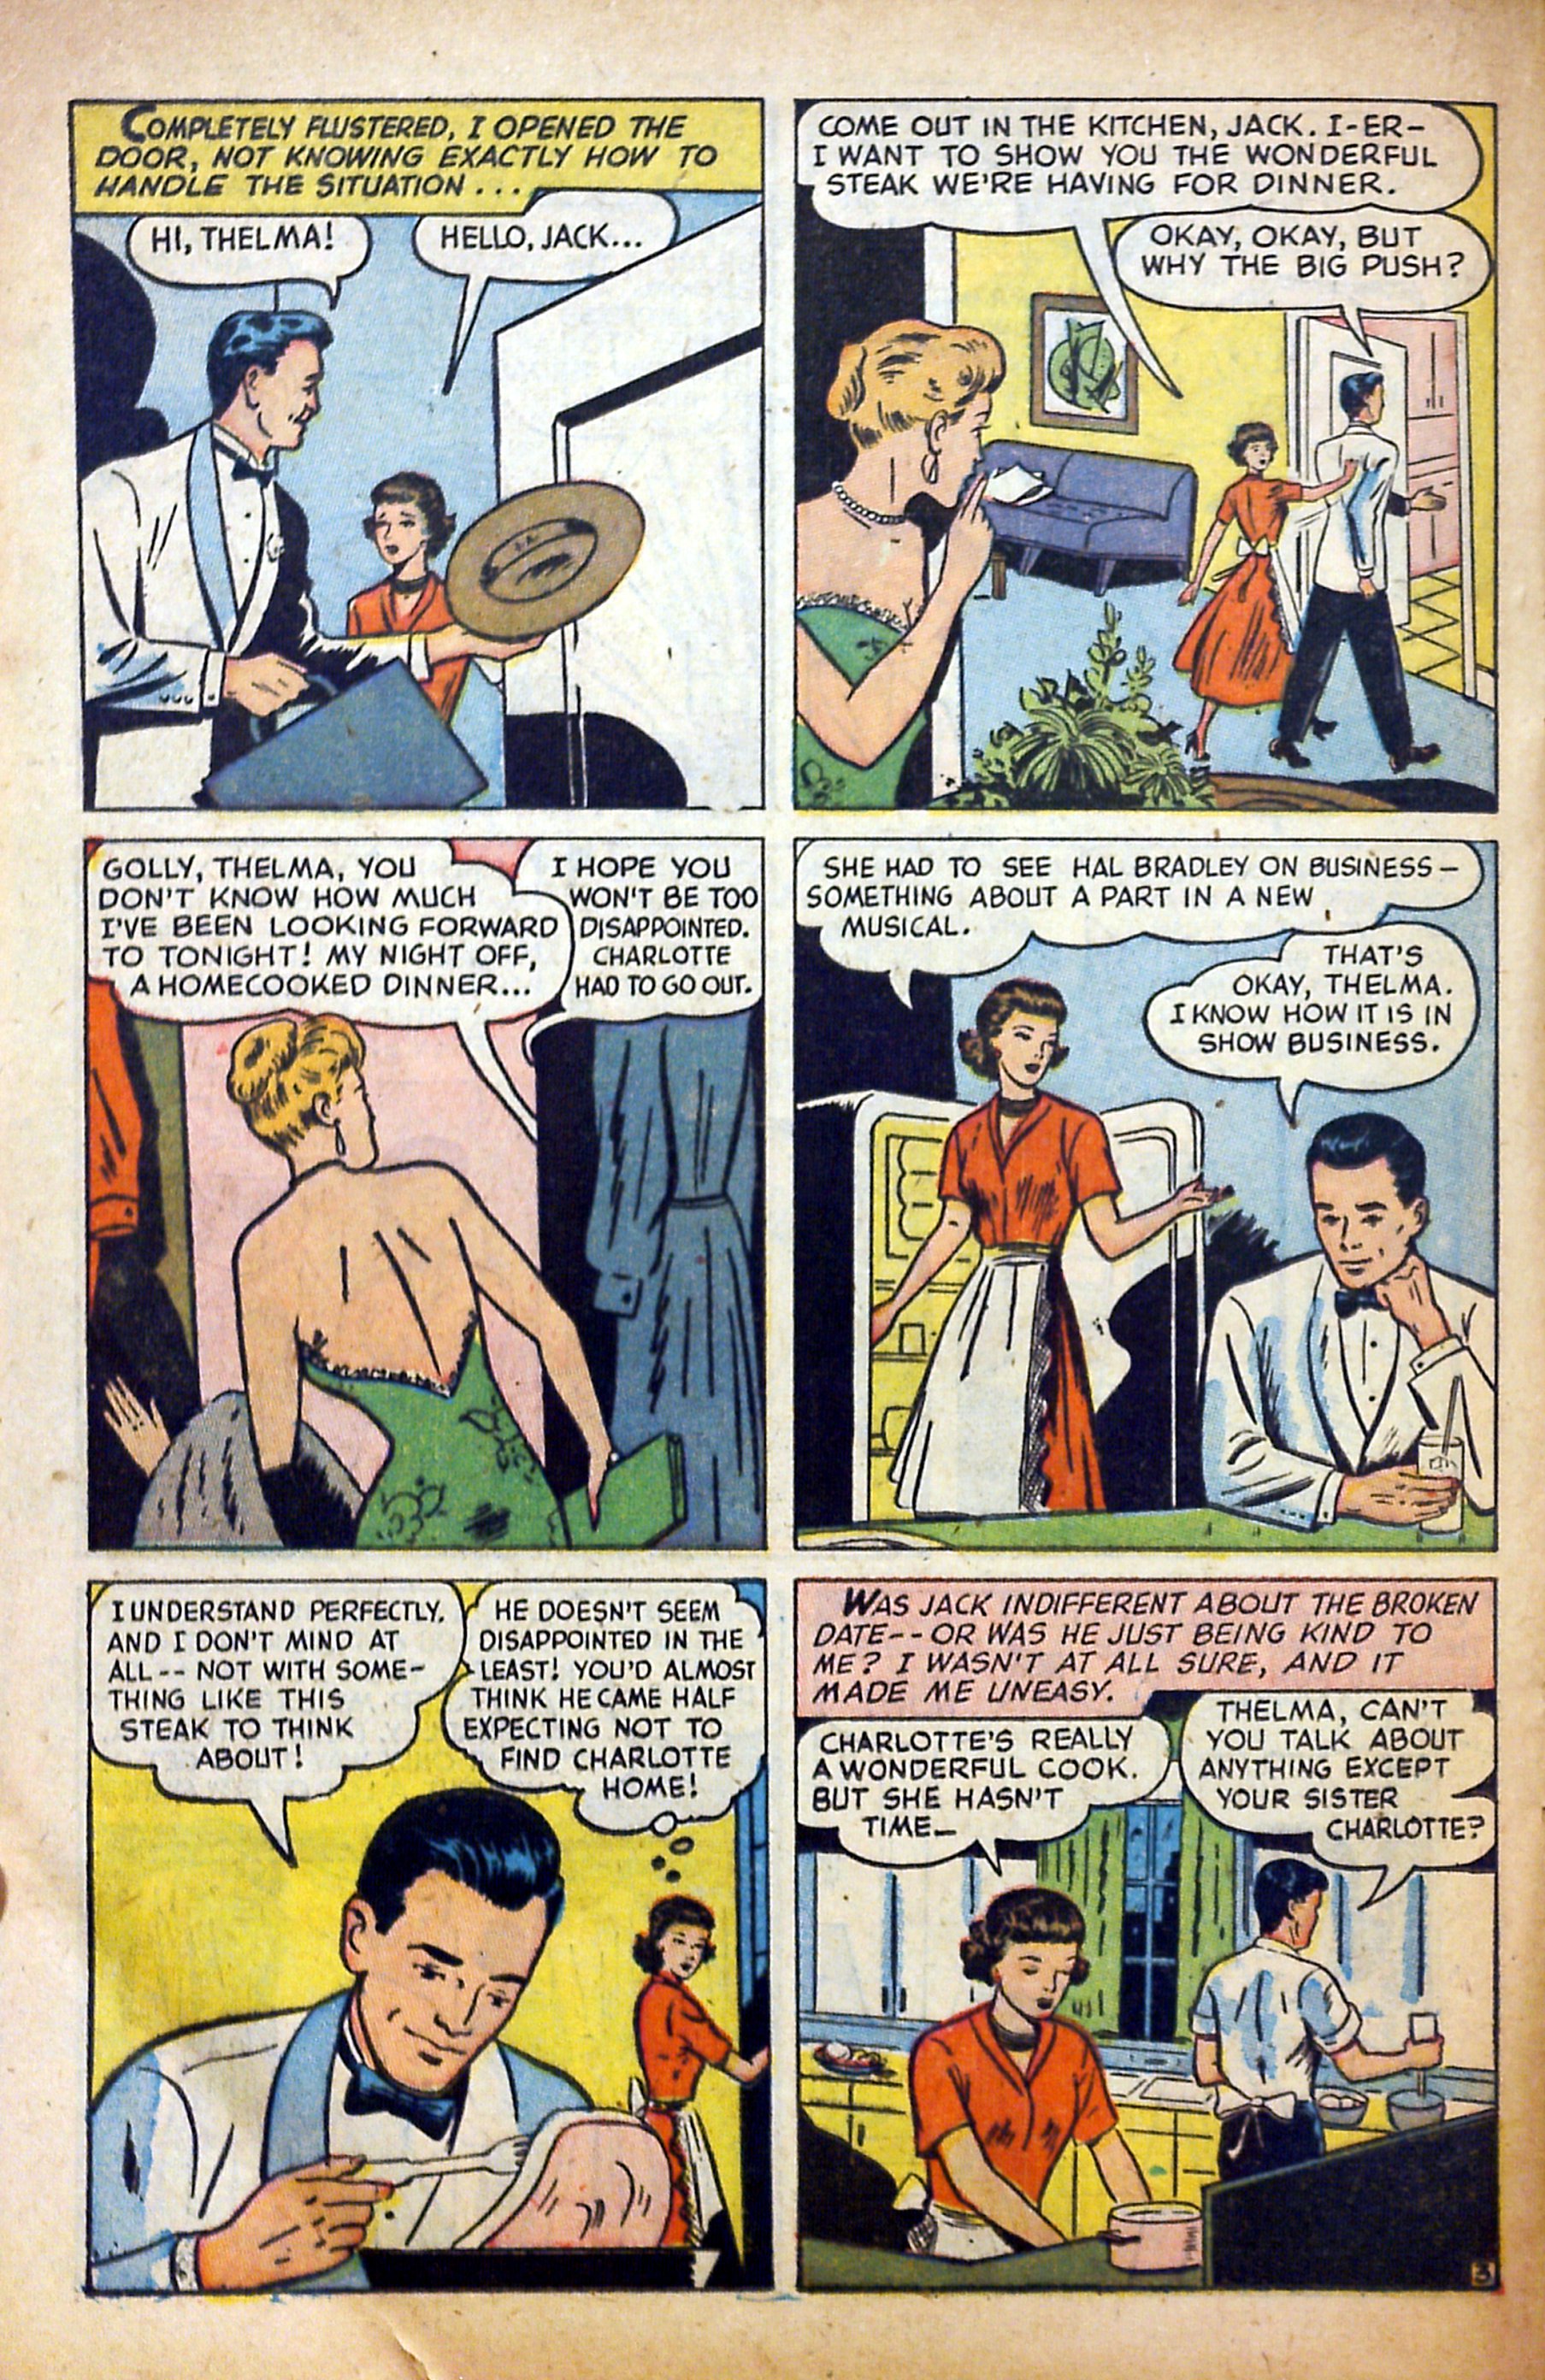 COMPLETELY FLUSTERED, I OPENED THE
DOOR, NOT KNOWING EXACTLY HOW TO
HANDLE THE SITUATION...
HI, THELMA!
HELLO, JACK...
COME OUT IN THE KITCHEN, JACK. I-ER-
I WANT TO SHOW YOU THE WONDERFUL
STEAK WE'RE HAVING FOR DINNER.
OKAY, OKAY, BUT
WHY THE BIG PUSH?
GOLLY, THELMA, YOU
DON'T KNOW HOW MUCH
I'VE BEEN LOOKING FORWARD
TO TONIGHT! MY NIGHT OFF,
A HOMECOOKED DINNER...
I HOPE YOU
WON'T BE TOO
DISAPPOINTED.
CHARLOTTE
HAD TO GO OUT.
SHE HAD TO SEE HAL BRADLEY ON BUSINESS-
SOMETHING ABOUT A PART IN A NEW
MUSICAL.
THAT'S
OKAY, THELMA.
I KNOW HOW IT IS IN
SHOW BUSINESS.
I UNDERSTAND PERFECTLY.
AND I DON'T MIND AT
ALL-- NOT WITH SOME-
THING LIKE THIS
STEAK TO THINK
ABOUT!
HE DOESN'T SEEM
DISAPPOINTED IN THE
LEAST! YOU'D ALMOST
THINK HE CAME HALF
EXPECTING NOT TO
FIND CHARLOTTE
HOME!
WAS JACK INDIFFERENT ABOUT THE BROKEN
DATE-- OR WAS HE JUST BEING KIND TO
ME? I WASN'T AT ALL SURE, AND IT
MADE ME UNEASY.
CHARLOTTE'S REALLY
A WONDERFUL COOK.
BUT SHE HASN'T
TIME-
THELMA, CAN'T
YOU TALK ABOUT
ANYTHING EXCEPT
YOUR SISTER
CHARLOTTE?
3